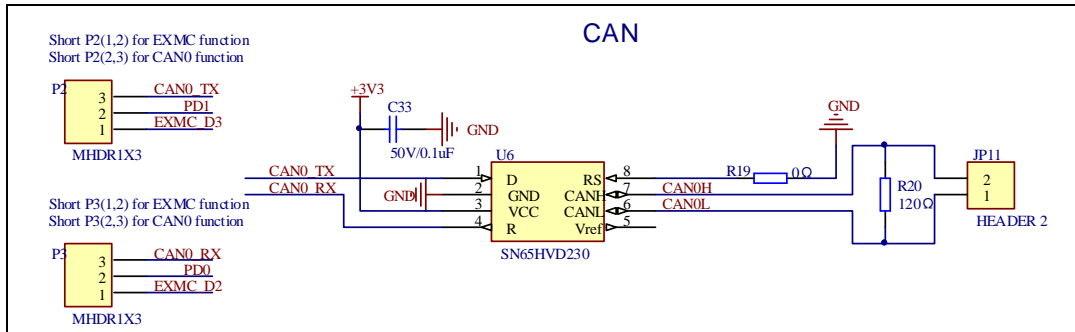 CAN
Short P2(1,2) for EXMC function
Short P2(2,3) for CAN0 function
P2
3 CAN0_TX
2 PD1
1 EXMC_D3
MHDR1X3
+3V3
C33
50V/0.1uF
GND
CAN0_TX
CAN0_RX
GND
U6
1 D
2 GND
3 VCC
4 R
RS 8
CANH 7
CANL 6
Vref 5
SN65HVD230
R19 0Ω
GND
CAN0H
CAN0L
R20
120Ω
JP11
2
1
HEADER 2
Short P3(1,2) for EXMC function
Short P3(2,3) for CAN0 function
P3
3 CAN0_RX
2 PD0
1 EXMC_D2
MHDR1X3